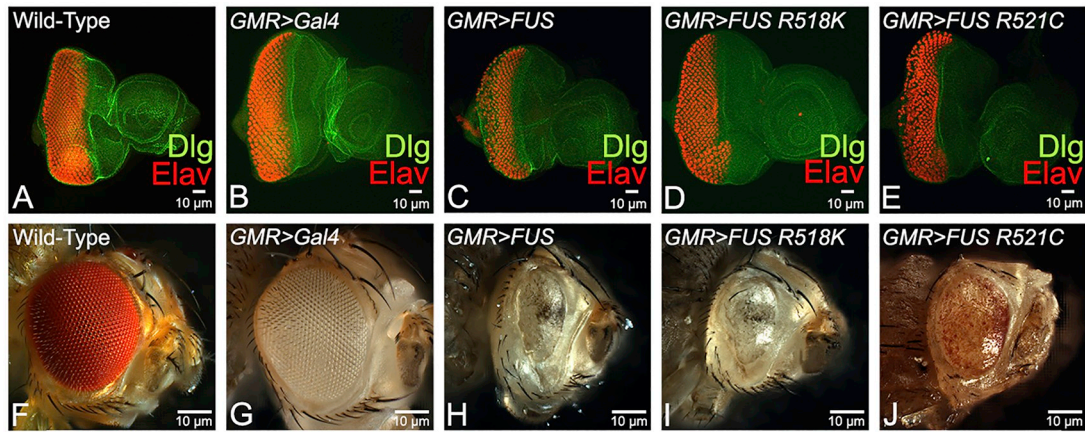 Wild-Type
Dlg
Elav
A
10 µm
GMR>Gal4
Dlg
Elav
B
10 µm
GMR>FUS
Dlg
Elav
C
10 µm
GMR>FUS R518K
Dlg
Elav
D
10 µm
GMR>FUS R521C
Dlg
Elav
E
10 µm
Wild-Type
F
10 µm
GMR>Gal4
G
10 µm
GMR>FUS
H
10 µm
GMR>FUS R518K
I
10 µm
GMR>FUS R521C
J
10 µm